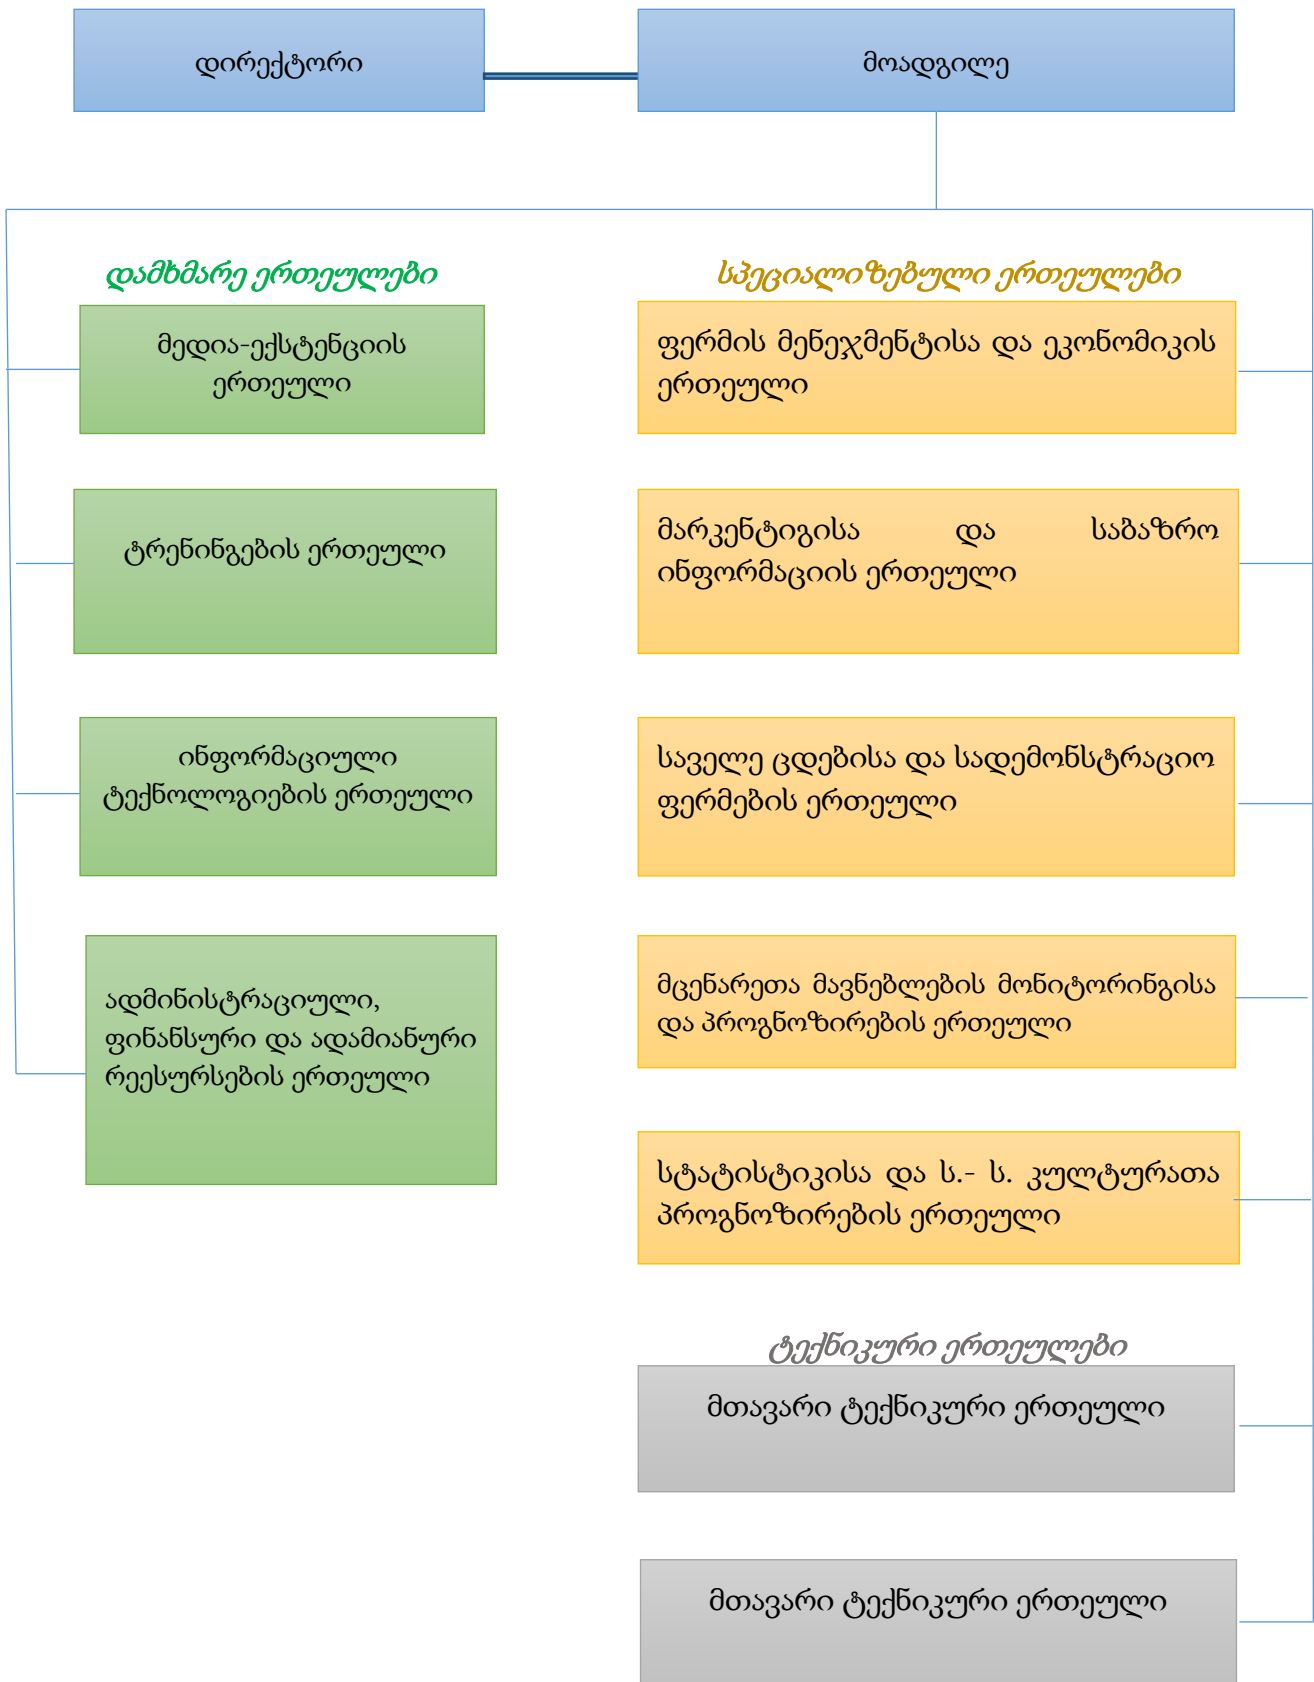 დირექტორი
მოადგილე
დამხმარე ერთეულები
მედია-ექსტენციის
ერთეული
ტრენინგების ერთეული
ინფორმაციული
ტექნოლოგიების ერთეული
ადმინისტრაციული,
ფინანსური და ადამიანური
რეესურსების ერთეული
სპეციალიზებული ერთეულები
ფერმის მენეჯმენტისა და ეკონომიკის
ერთეული
მარკენტიგისა და საბაზრო
ინფორმაციის ერთეული
საველე ცდებისა და სადემონსტრაციო
ფერმების ერთეული
მცენარეთა მავნებლების მონიტორინგისა
და პროგნოზირების ერთეული
სტატისტიკისა და ს.- ს. კულტურათა
პროგნოზირების ერთეული
ტექნიკური ერთეულები
მთავარი ტექნიკური ერთეული
მთავარი ტექნიკური ერთეული